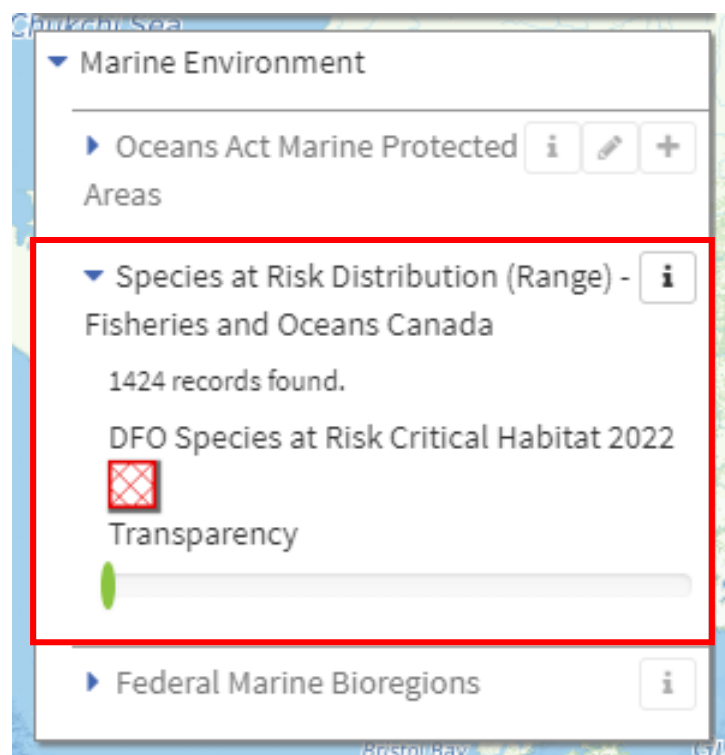 Chukchi Sea
Marine Environment
Oceans Act Marine Protected
Areas
Species at Risk Distribution (Range) -
Fisheries and Oceans Canada
1424 records found.
DFO Species at Risk Critical Habitat 2022
Transparency
Federal Marine Bioregions
Bristol Bay